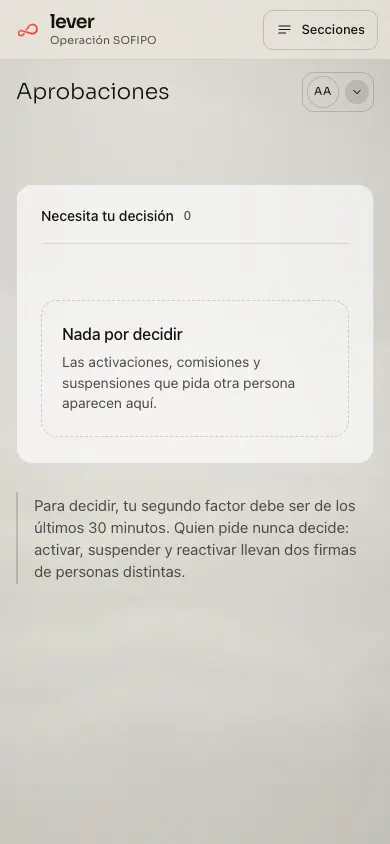 lever
Operación SOFIPO
Secciones
Aprobaciones
AA
Necesita tu decisión 0
Nada por decidir
Las activaciones, comisiones y
suspensiones que pida otra persona
aparecen aquí.
Para decidir, tu segundo factor debe ser de los
últimos 30 minutos. Quien pide nunca decide:
activar, suspender y reactivar llevan dos firmas
de personas distintas.